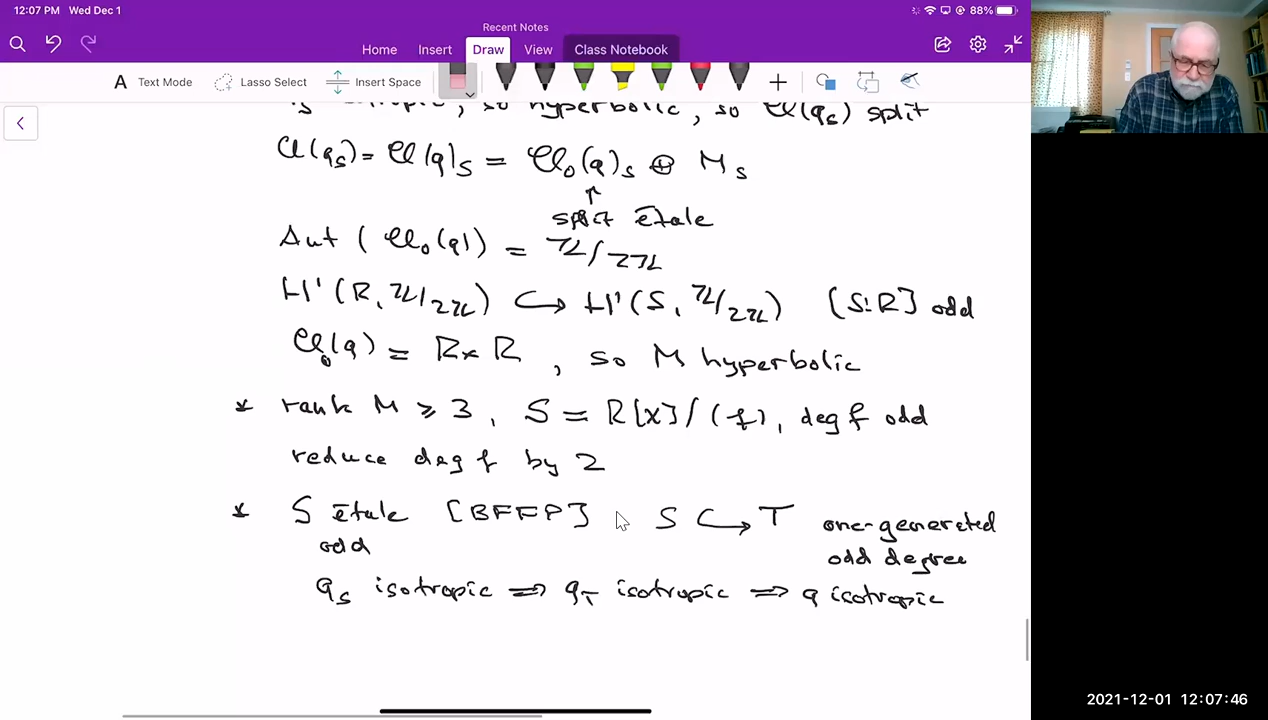 12:07 PM Wed Dec 1
88%
Recent Notes
Home Insert Draw View Class Notebook
Text Mode Lasso Select Insert Space
, so hyperbolic, so Cl(q_S) split
Cl(q_S) = Cl(q)_S = Cl_0(q)_S ⊕ M_S
↑
split étale
Aut (Cl_0(q)) = ℤ/2ℤ
H¹(R, ℤ/2ℤ) ↪ H¹(S, ℤ/2ℤ) [S:R] odd
Cl_0(q) = R×R, so M hyperbolic
* rank M ≥ 3, S = R[x]/(f), deg f odd
reduce deg f by 2
* S étale [BFFP] S ↪ T one-generated
odd odd degree
q_S isotropic ⇒ q_T isotropic ⇒ q isotropic
2021-12-01 12:07:46